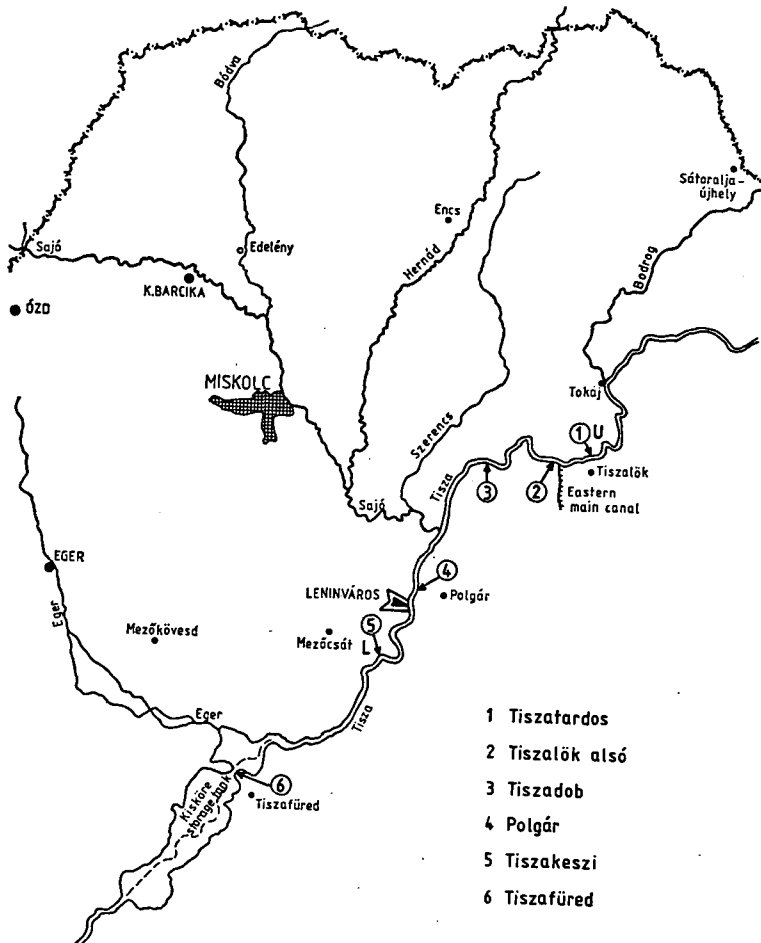 Bódva
Sátoralja-
újhely
Encs
Sajó
Edelény
Hernád
Bodrog
K.BARCIKA
ÓZD
MISKOLC
Tokaj
Szerencs
1 U
Tisza
3
2
Tiszalök
Eastern
main canal
Sajó
EGER
4
LENINVÁROS
Polgár
Eger
5
Mezőkövesd
Mezőcsát
L
Tisza
Eger
6
Kisköre
storage tank
Tiszafüred
1 Tiszatardos
2 Tiszalök alsó
3 Tiszadob
4 Polgár
5 Tiszakeszi
6 Tiszafüred